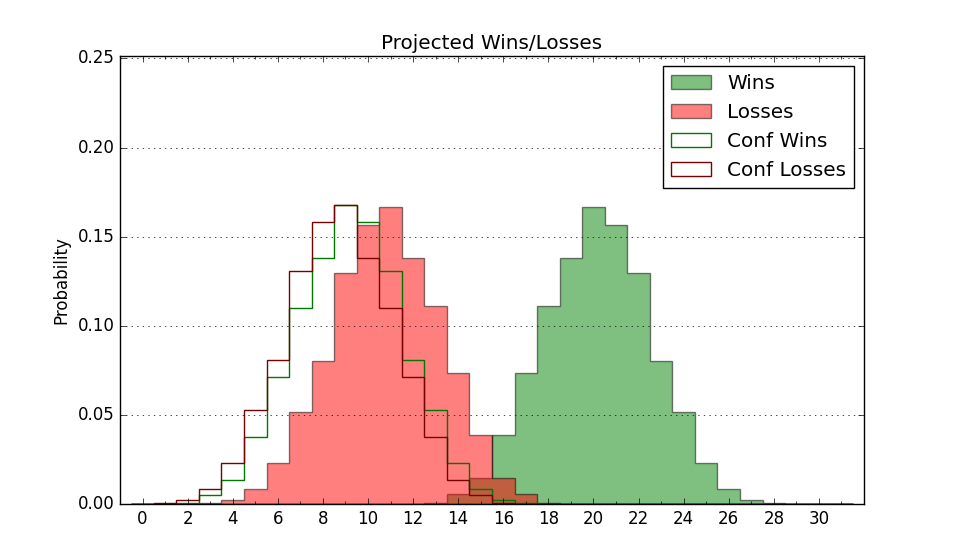 Projected Wins/Losses
0.25
0.20
0.15
0.10
0.05
0.00
Probability
Wins
Losses
Conf Wins
Conf Losses
0 2 4 6 8 10 12 14 16 18 20 22 24 26 28 30